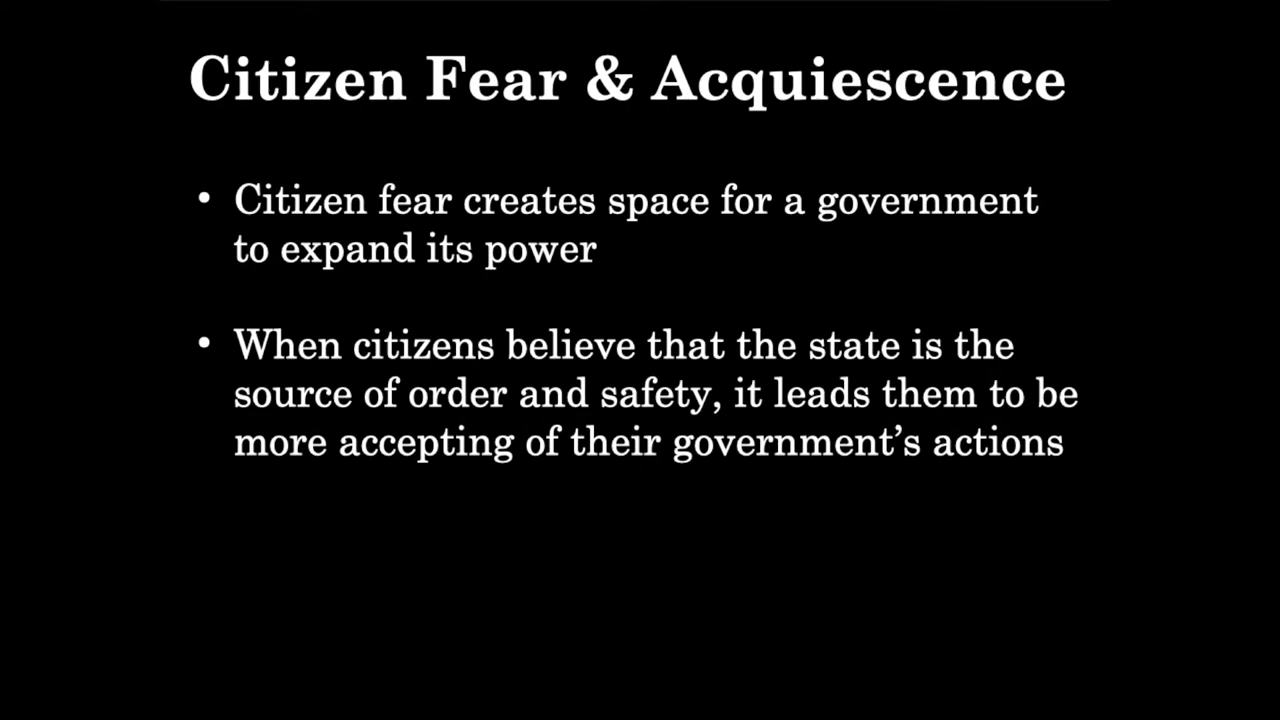 Citizen Fear & Acquiescence
• Citizen fear creates space for a government
to expand its power
• When citizens believe that the state is the
source of order and safety, it leads them to be
more accepting of their government’s actions